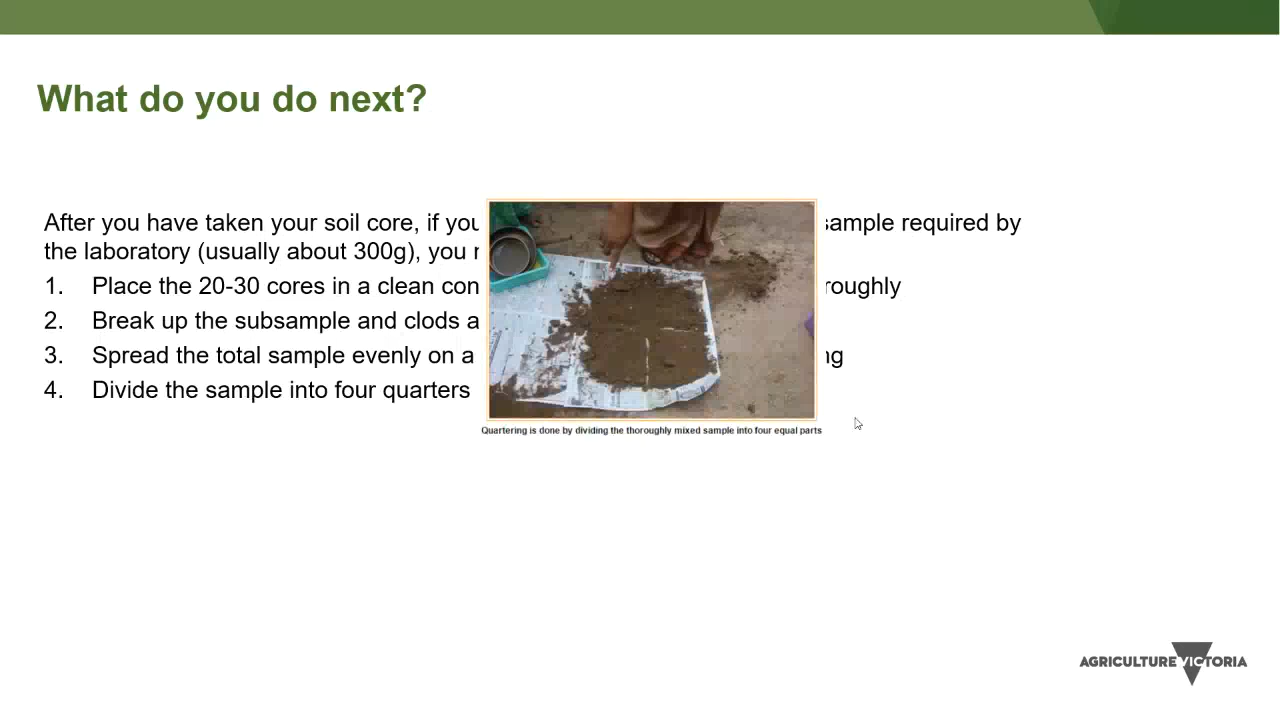 What do you do next?
After you have taken your soil core, if you sample required by
the laboratory (usually about 300g), you
1. Place the 20-30 cores in a clean roughly
2. Break up the subsample and clods
3. Spread the total sample evenly on a
4. Divide the sample into four quarters
Quartering is done by dividing the thoroughly mixed sample into four equal parts
AGRICULTURE VICTORIA